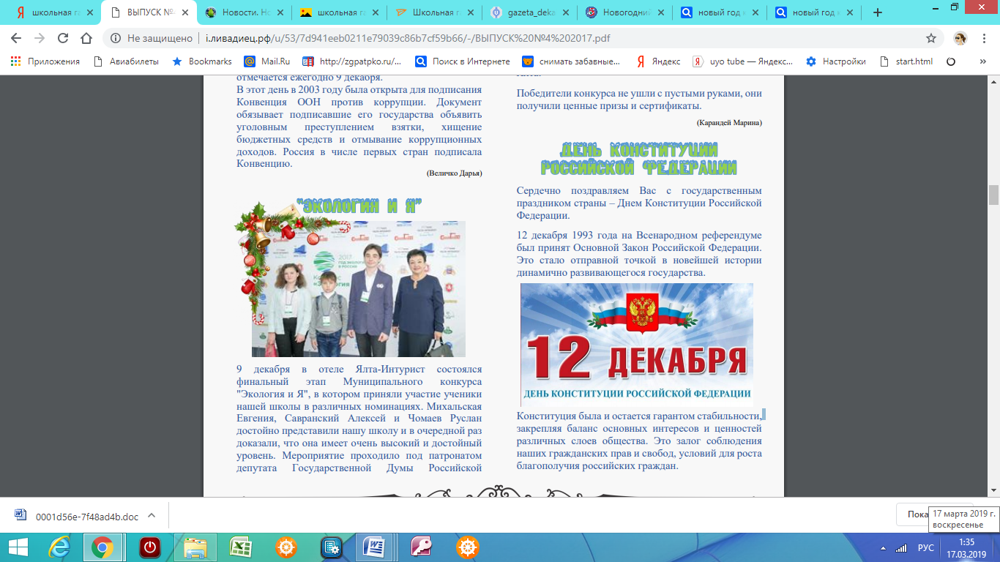 школьная га
ВЫПУСК №
Новости. Но
школьная га
Школьная га
gazeta_deka
Новогодний
новый год к
новый год к
Не защищено
i.ливадиец.рф/u/53/7d941eeb0211e79039c86b7cf59b66/-/ВЫПУСК%20№4%202017.pdf
Приложения
Авиабилеты
Bookmarks
Mail.Ru
http://zgpatpko.ru/...
Поиск в Интернете
снимать забавные...
Яндекс
uyo tube — Яндекс...
Настройки
start.html
»
отмечается ежегодно 9 декабря.
В этот день в 2003 году была открыта для подписания
Конвенция ООН против коррупции. Документ
обязывает подписавшие его государства объявить
уголовным преступлением взятки, хищение
бюджетных средств и отмывание коррупционных
доходов. Россия в числе первых стран подписала
Конвенцию.
(Величко Дарья)
"ЭКОЛОГИЯ И Я"
2017
ГОД ЭКОЛОГИИ
В РОССИИ
9 декабря в отеле Ялта-Интурист состоялся
финальный этап Муниципального конкурса
"Экология и Я", в котором приняли участие ученики
нашей школы в различных номинациях. Михальская
Евгения, Савранский Алексей и Чомаев Руслан
достойно представили нашу школу и в очередной раз
доказали, что она имеет очень высокий и достойный
уровень. Мероприятие проходило под патронатом
депутата Государственной Думы Российской
Победители конкурса не ушли с пустыми руками, они
получили ценные призы и сертификаты.
(Карандей Марина)
ДЕНЬ КОНСТИТУЦИИ
РОССИЙСКОЙ ФЕДЕРАЦИИ
Сердечно поздравляем Вас с государственным
праздником страны – Днем Конституции Российской
Федерации.
12 декабря 1993 года на Всенародном референдуме
был принят Основной Закон Российской Федерации.
Это стало отправной точкой в новейшей истории
динамично развивающегося государства.
12 ДЕКАБРЯ
ДЕНЬ КОНСТИТУЦИИ РОССИЙСКОЙ ФЕДЕРАЦИИ
Конституция была и остается гарантом стабильности,
закрепляя баланс основных интересов и ценностей
различных слоев общества. Это залог соблюдения
наших гражданских прав и свобод, условий для роста
благополучия российских граждан.
0001d56e-7f48ad4b.doc
Пока
17 марта 2019 г.
воскресенье
РУС
1:35
17.03.2019